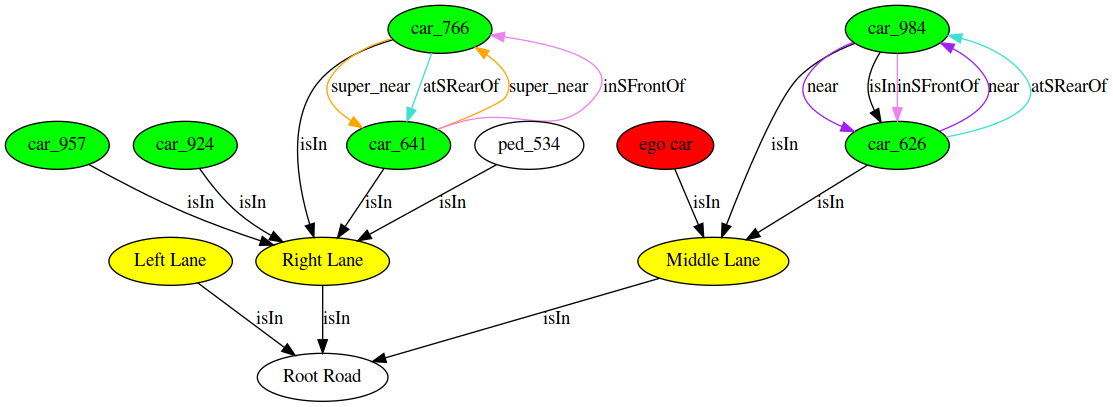 car_766
car_984
super_near
atSRearOf
super_near
inSFrontOf
near
isIn
inSFrontOf
near
atSRearOf
car_957
car_924
isIn
car_641
ped_534
ego car
isIn
car_626
isIn
isIn
isIn
isIn
isIn
isIn
Left Lane
Right Lane
Middle Lane
isIn
isIn
isIn
Root Road